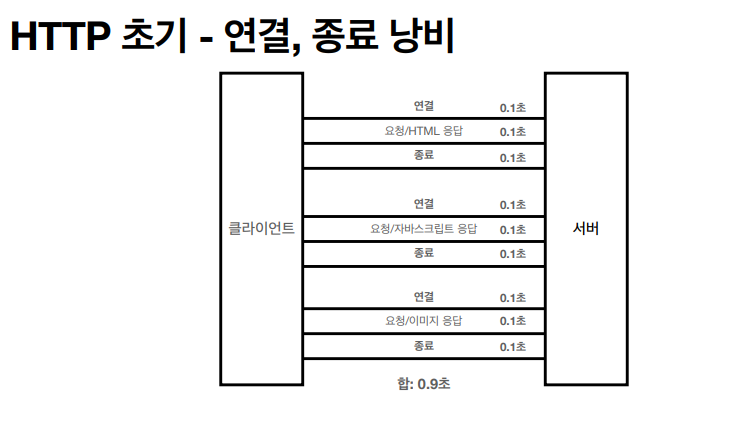 HTTP 초기 - 연결, 종료 낭비
연결 0.1초
요청/HTML 응답 0.1초
종료 0.1초
연결 0.1초
클라이언트 요청/자바스크립트 응답 0.1초 서버
종료 0.1초
연결 0.1초
요청/이미지 응답 0.1초
종료 0.1초
합: 0.9초